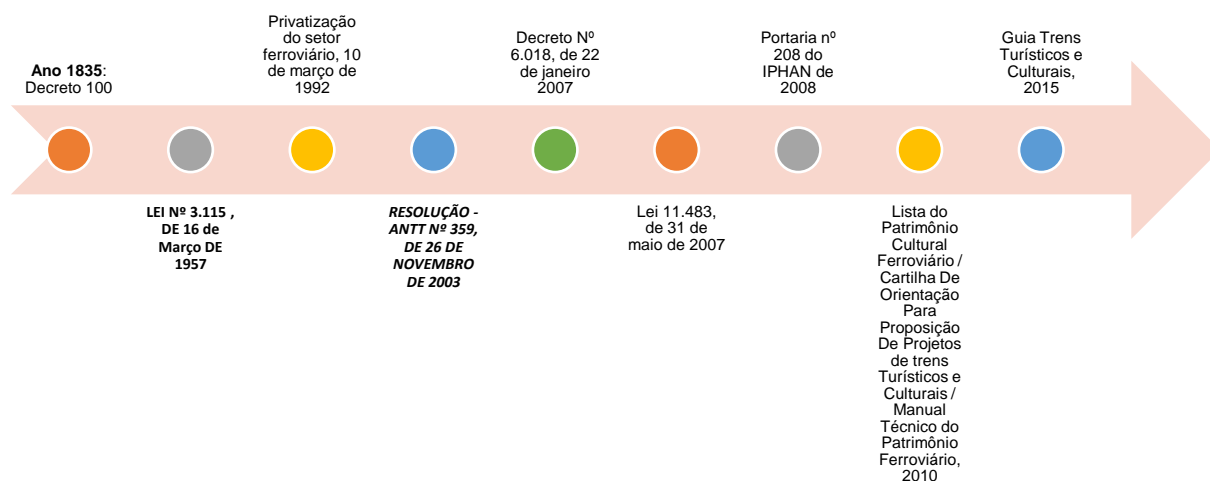 Ano 1835:
Decreto 100
LEI Nº 3.115 ,
DE 16 de
Março DE
1957
Privatização
do setor
ferroviário, 10
de março de
1992
RESOLUÇÃO -
ANTT Nº 359,
DE 26 DE
NOVEMBRO
DE 2003
Decreto Nº
6.018, de 22
de janeiro
2007
Lei 11.483,
de 31 de
maio de 2007
Portaria nº
208 do
IPHAN de
2008
Lista do
Patrimônio
Cultural
Ferroviário /
Cartilha De
Orientação
Para
Proposição
De Projetos
de trens
Turísticos e
Culturais /
Manual
Técnico do
Patrimônio
Ferroviário,
2010
Guia Trens
Turísticos e
Culturais,
2015